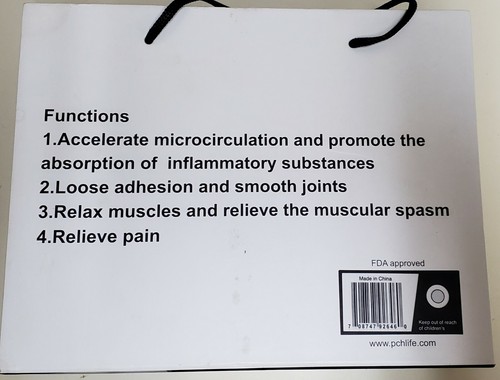 Functions
1.Accelerate microcirculation and promote the
absorption of inflammatory substances
2.Loose adhesion and smooth joints
3.Relax muscles and relieve the muscular spasm
4.Relieve pain
FDA approved
Made in China
Keep out of reach
of children's
www.pchlife.com